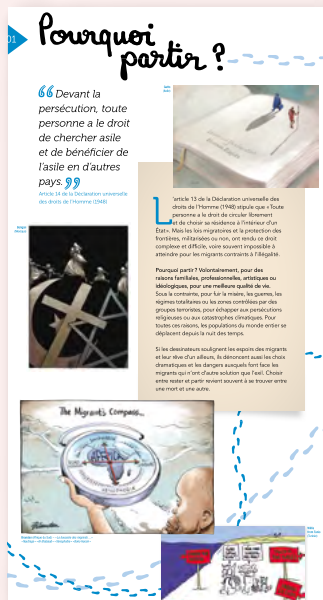 01
Pourquoi
partir ?
“ Devant la
persécution, toute
personne a le droit
de chercher asile
et de bénéficier de
l'asile en d'autres
pays. ”
Article 14 de la Déclaration universelle
des droits de l'Homme (1948)
L'article 13 de la Déclaration universelle des
droits de l'Homme (1948) stipule que « Toute
personne a le droit de circuler librement
et de choisir sa résidence à l'intérieur d'un
État». Mais les lois migratoires et la protection des
frontières, militarisées ou non, ont rendu ce droit
complexe et difficile, voire souvent impossible à
atteindre pour les migrants contraints à l'illégalité.
Pourquoi partir ? Volontairement, pour des
raisons familiales, professionnelles, artistiques ou
idéologiques, pour une meilleure qualité de vie.
Sous la contrainte, pour fuir la misère, les guerres, les
régimes totalitaires ou les zones contrôlées par des
groupes terroristes, pour échapper aux persécutions
religieuses ou aux catastrophes climatiques. Pour
toutes ces raisons, les populations du monde entier se
déplacent depuis la nuit des temps.
Si les dessinateurs soulignent les espoirs des migrants
et leur rêve d'un ailleurs, ils dénoncent aussi les choix
dramatiques et les dangers auxquels font face les
migrants qui n'ont d'autre solution que l'exil. Choisir
entre rester et partir revient souvent à se trouver entre
une mort et une autre.
The Migrant's Compass...
AFRICA